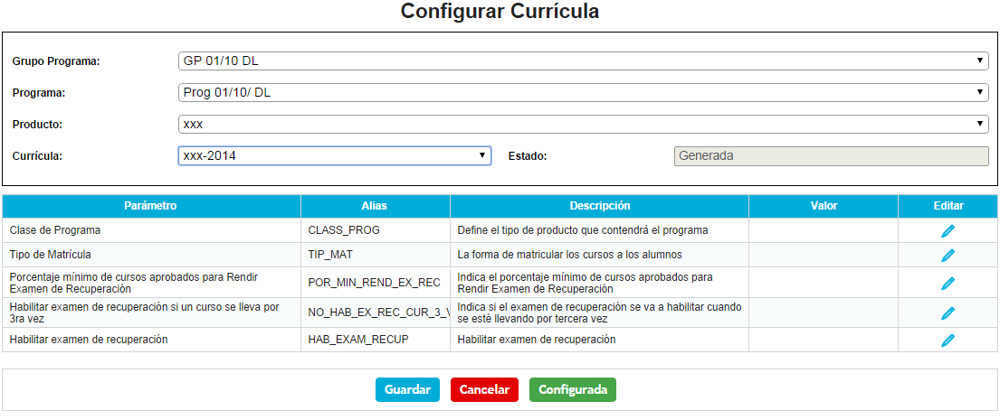 Configurar Currícula
Grupo Programa: GP 01/10 DL
Programa: Prog 01/10/ DL
Producto: xxx
Currícula: xxx-2014 Estado: Generada
Parámetro Alias Descripción Valor Editar
Clase de Programa CLASS_PROG Define el tipo de producto que contendrá el programa
Tipo de Matrícula TIP_MAT La forma de matricular los cursos a los alumnos
Porcentaje mínimo de cursos aprobados para Rendir
Examen de Recuperación
POR_MIN_REND_EX_REC
Indica el porcentaje mínimo de cursos aprobados para
Rendir Examen de Recuperación
Habilitar examen de recuperación si un curso se lleva por
3ra vez
NO_HAB_EX_REC_CUR_3_V
Indica si el examen de recuperación se va a habilitar cuando
se esté llevando por tercera vez
Habilitar examen de recuperación HAB_EXAM_RECUP Habilitar examen de recuperación
Guardar Cancelar Configurada